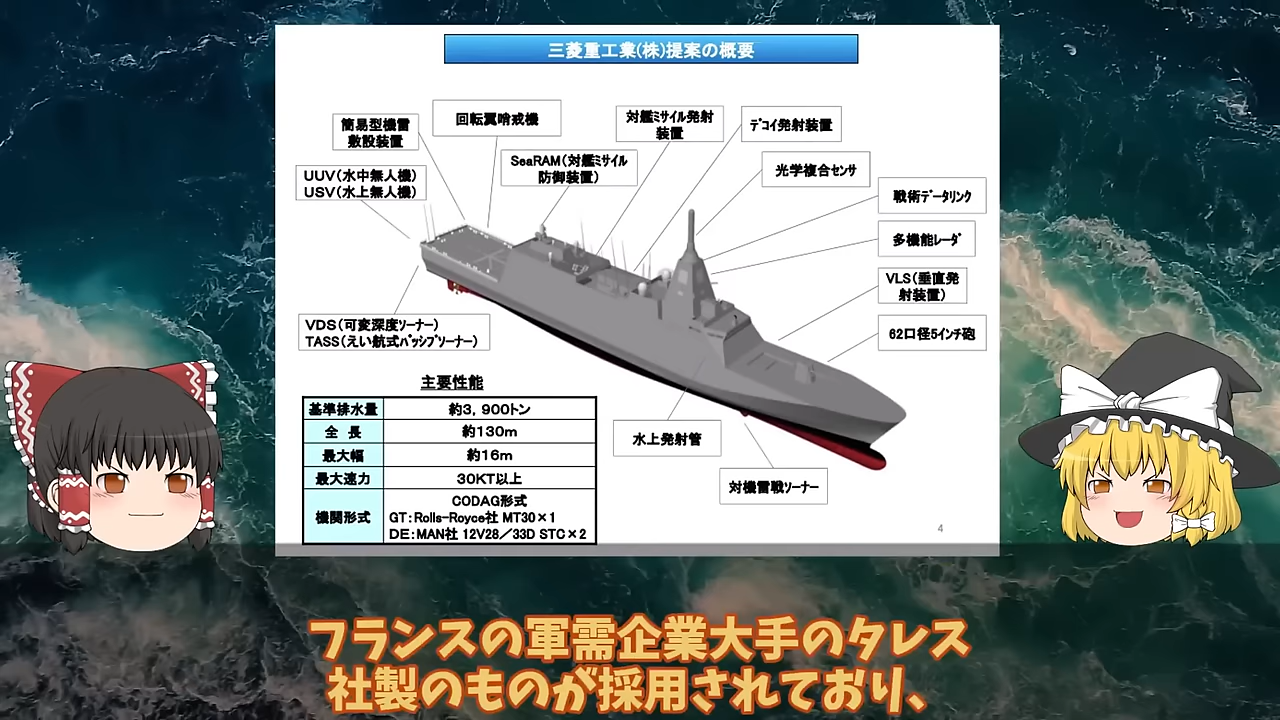 三菱重工業(株)提案の概要
簡易型機雷
敷設装置
回転翼哨戒機
対艦ミサイル発射
装置
デコイ発射装置
UUV(水中無人機)
USV(水上無人機)
SeaRAM(対艦ミサイル
防御装置)
光学複合センサ
戦術データリンク
多機能レーダ
VLS(垂直発
射装置)
62口径5インチ砲
VDS(可変深度ソーナー)
TASS(えい航式パッシブソーナー)
主要性能
基準排水量 約3,900トン
全 長 約130m
最大幅 約16m
最大速力 30KT以上
機関形式 CODAG形式
GT:Rolls-Royce社 MT30×1
DE:MAN社 12V28/33D STC×2
水上発射管
対機雷戦ソーナー
4
フランスの軍需企業大手のタレス
社製のものが採用されており、